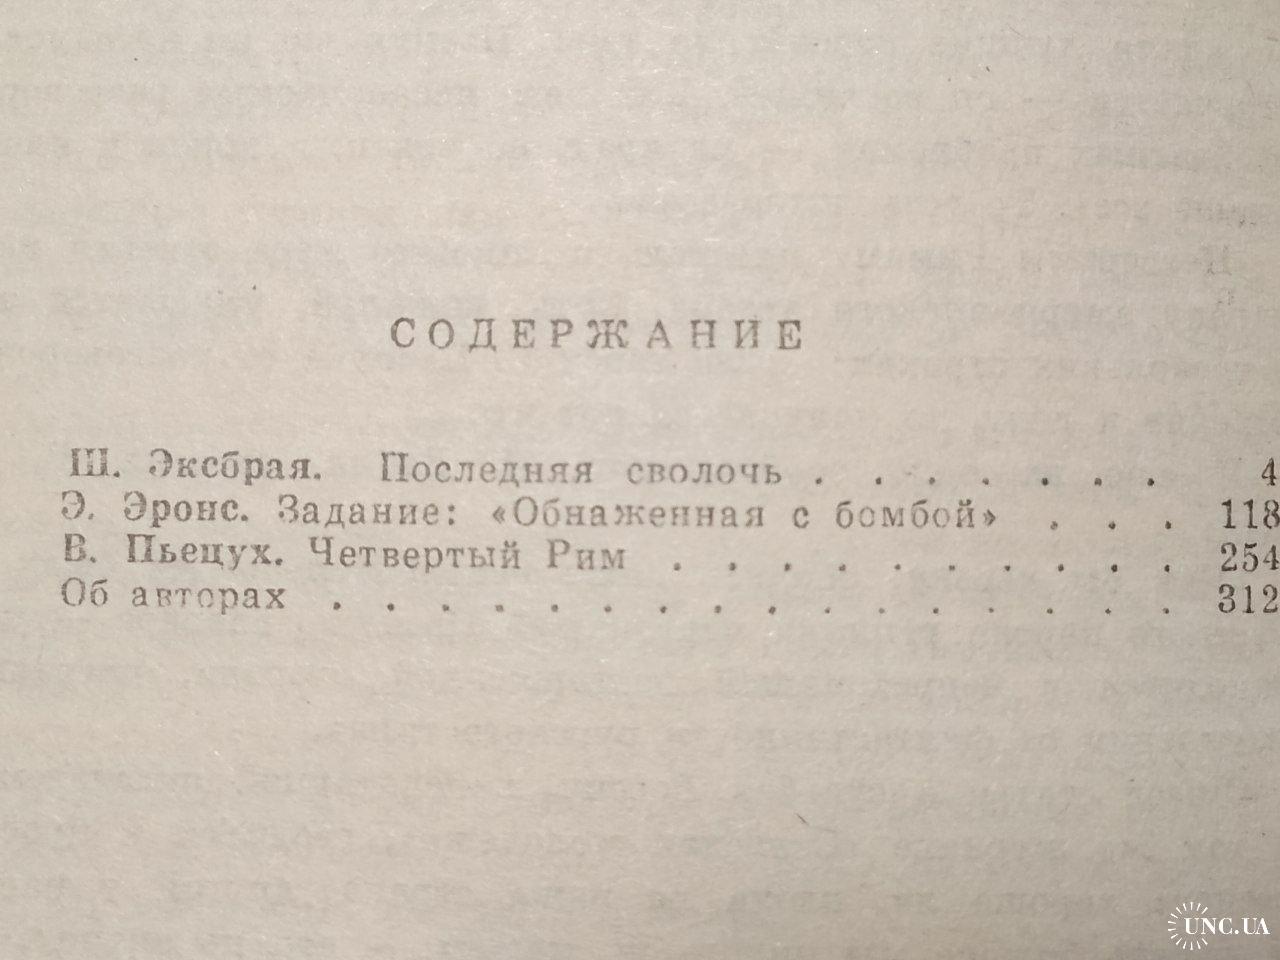 СОДЕРЖАНИЕ
Ш. Эксбрая. Последняя сволочь . . . . . . . 4
Э. Эронс. Задание: «Обнаженная с бомбой» . . . 118
В. Пьецух. Четвертый Рим . . . . . . . . . . 254
Об авторах . . . . . . . . . . . . . . . . 312
UNC.UA